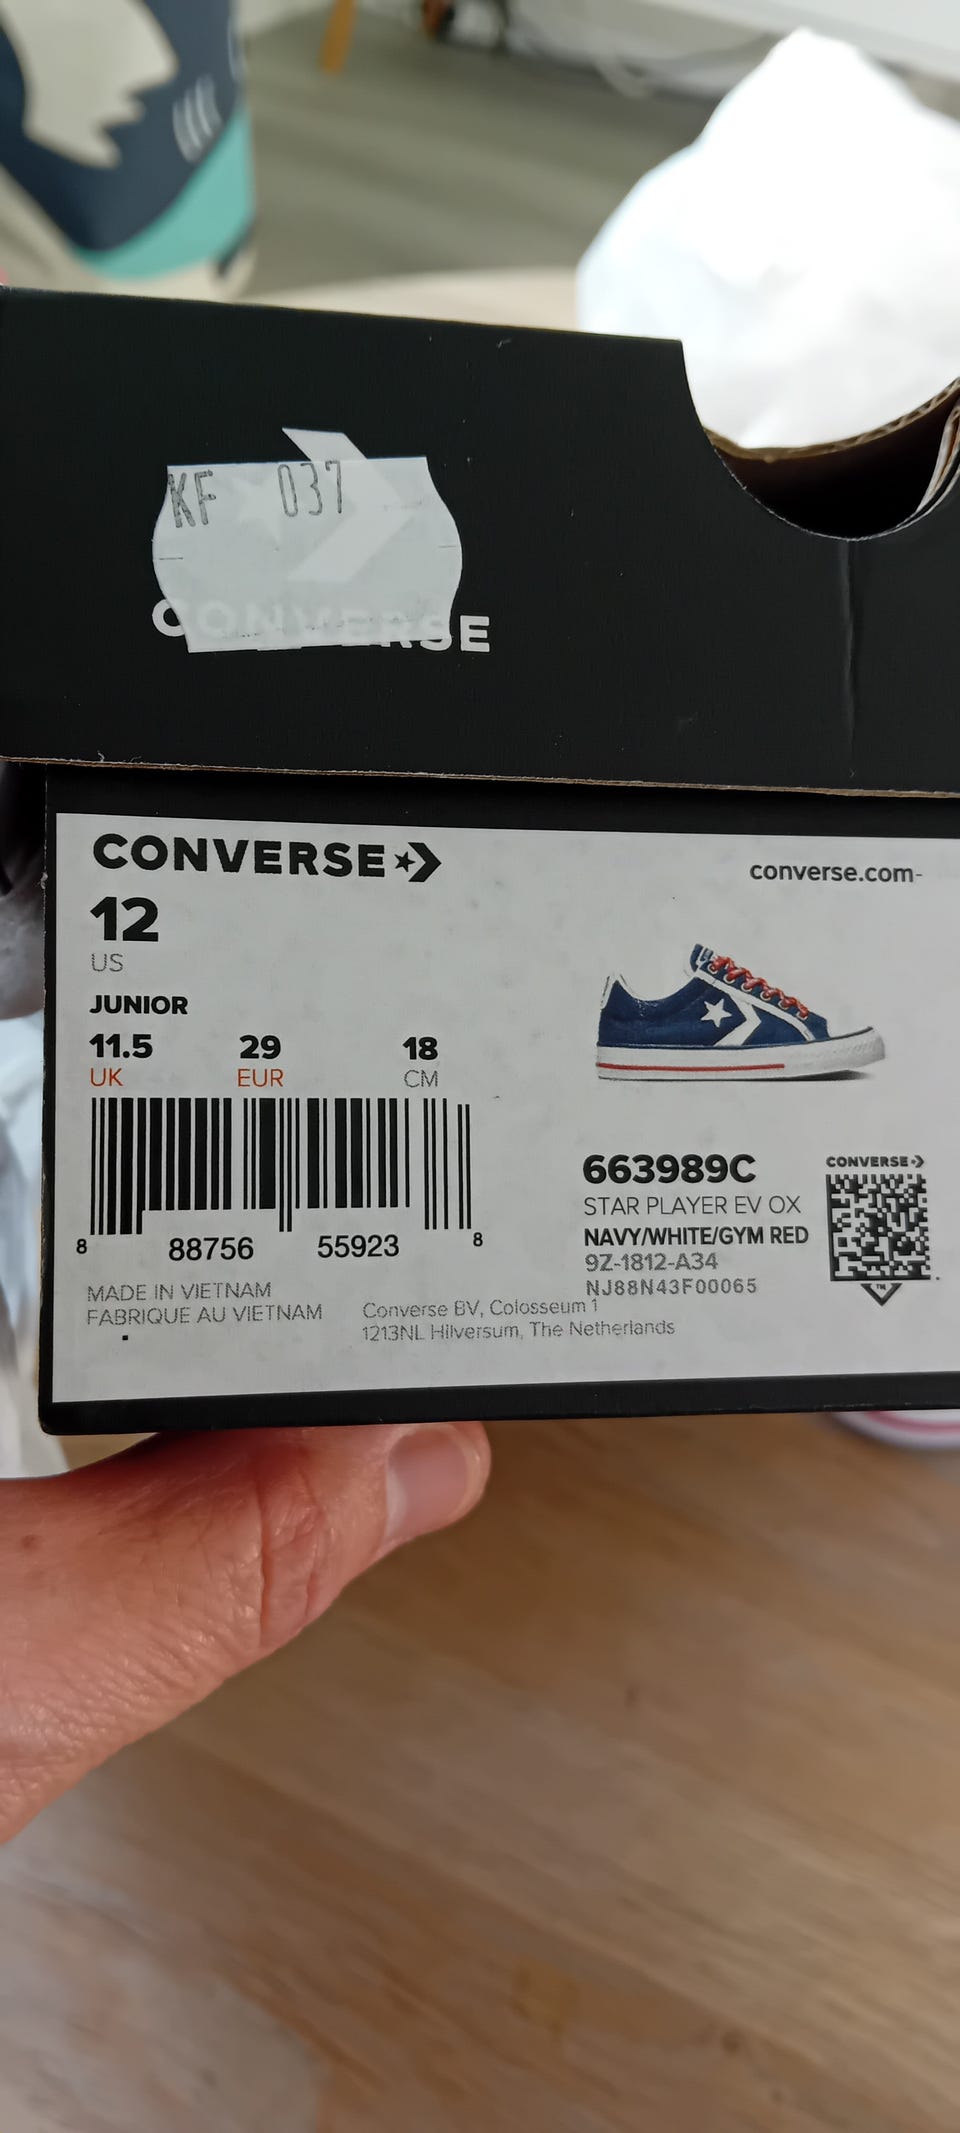 KF 037
CONVERSE
CONVERSE
converse.com
12
US
JUNIOR
11.5 29 18
UK EUR CM
8 88756 55923 8
MADE IN VIETNAM
FABRIQUE AU VIETNAM
Converse BV, Colosseum 1
1213NL Hilversum, The Netherlands
663989C
STAR PLAYER EV OX
NAVY/WHITE/GYM RED
9Z-1812-A34
NJ88N43F00065
CONVERSE
TM